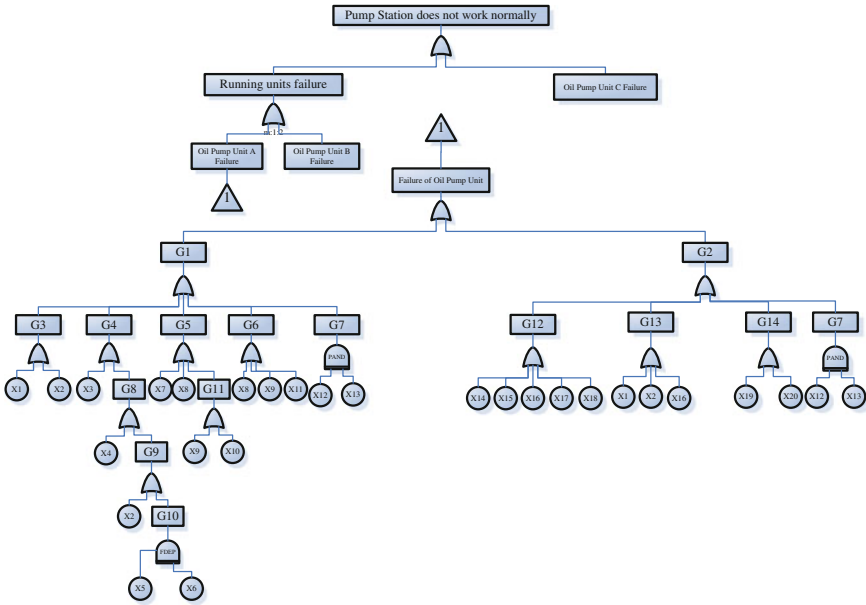 Pump Station does not work normally
Running units failure
Oil Pump Unit C Failure
1
Oil Pump Unit A
Failure
Oil Pump Unit B
Failure
Failure of Oil Pump Unit
1
G1
G2
G3
G4
G5
G6
G7
G12
G13
G14
G7
PAND
PAND
X1
X2
X3
G8
X7
X8
G11
X8
X9
X11
X12
X13
X14
X15
X16
X17
X18
X1
X2
X16
X19
X20
X12
X13
X4
G9
X9
X10
X2
G10
FDEP
X5
X6